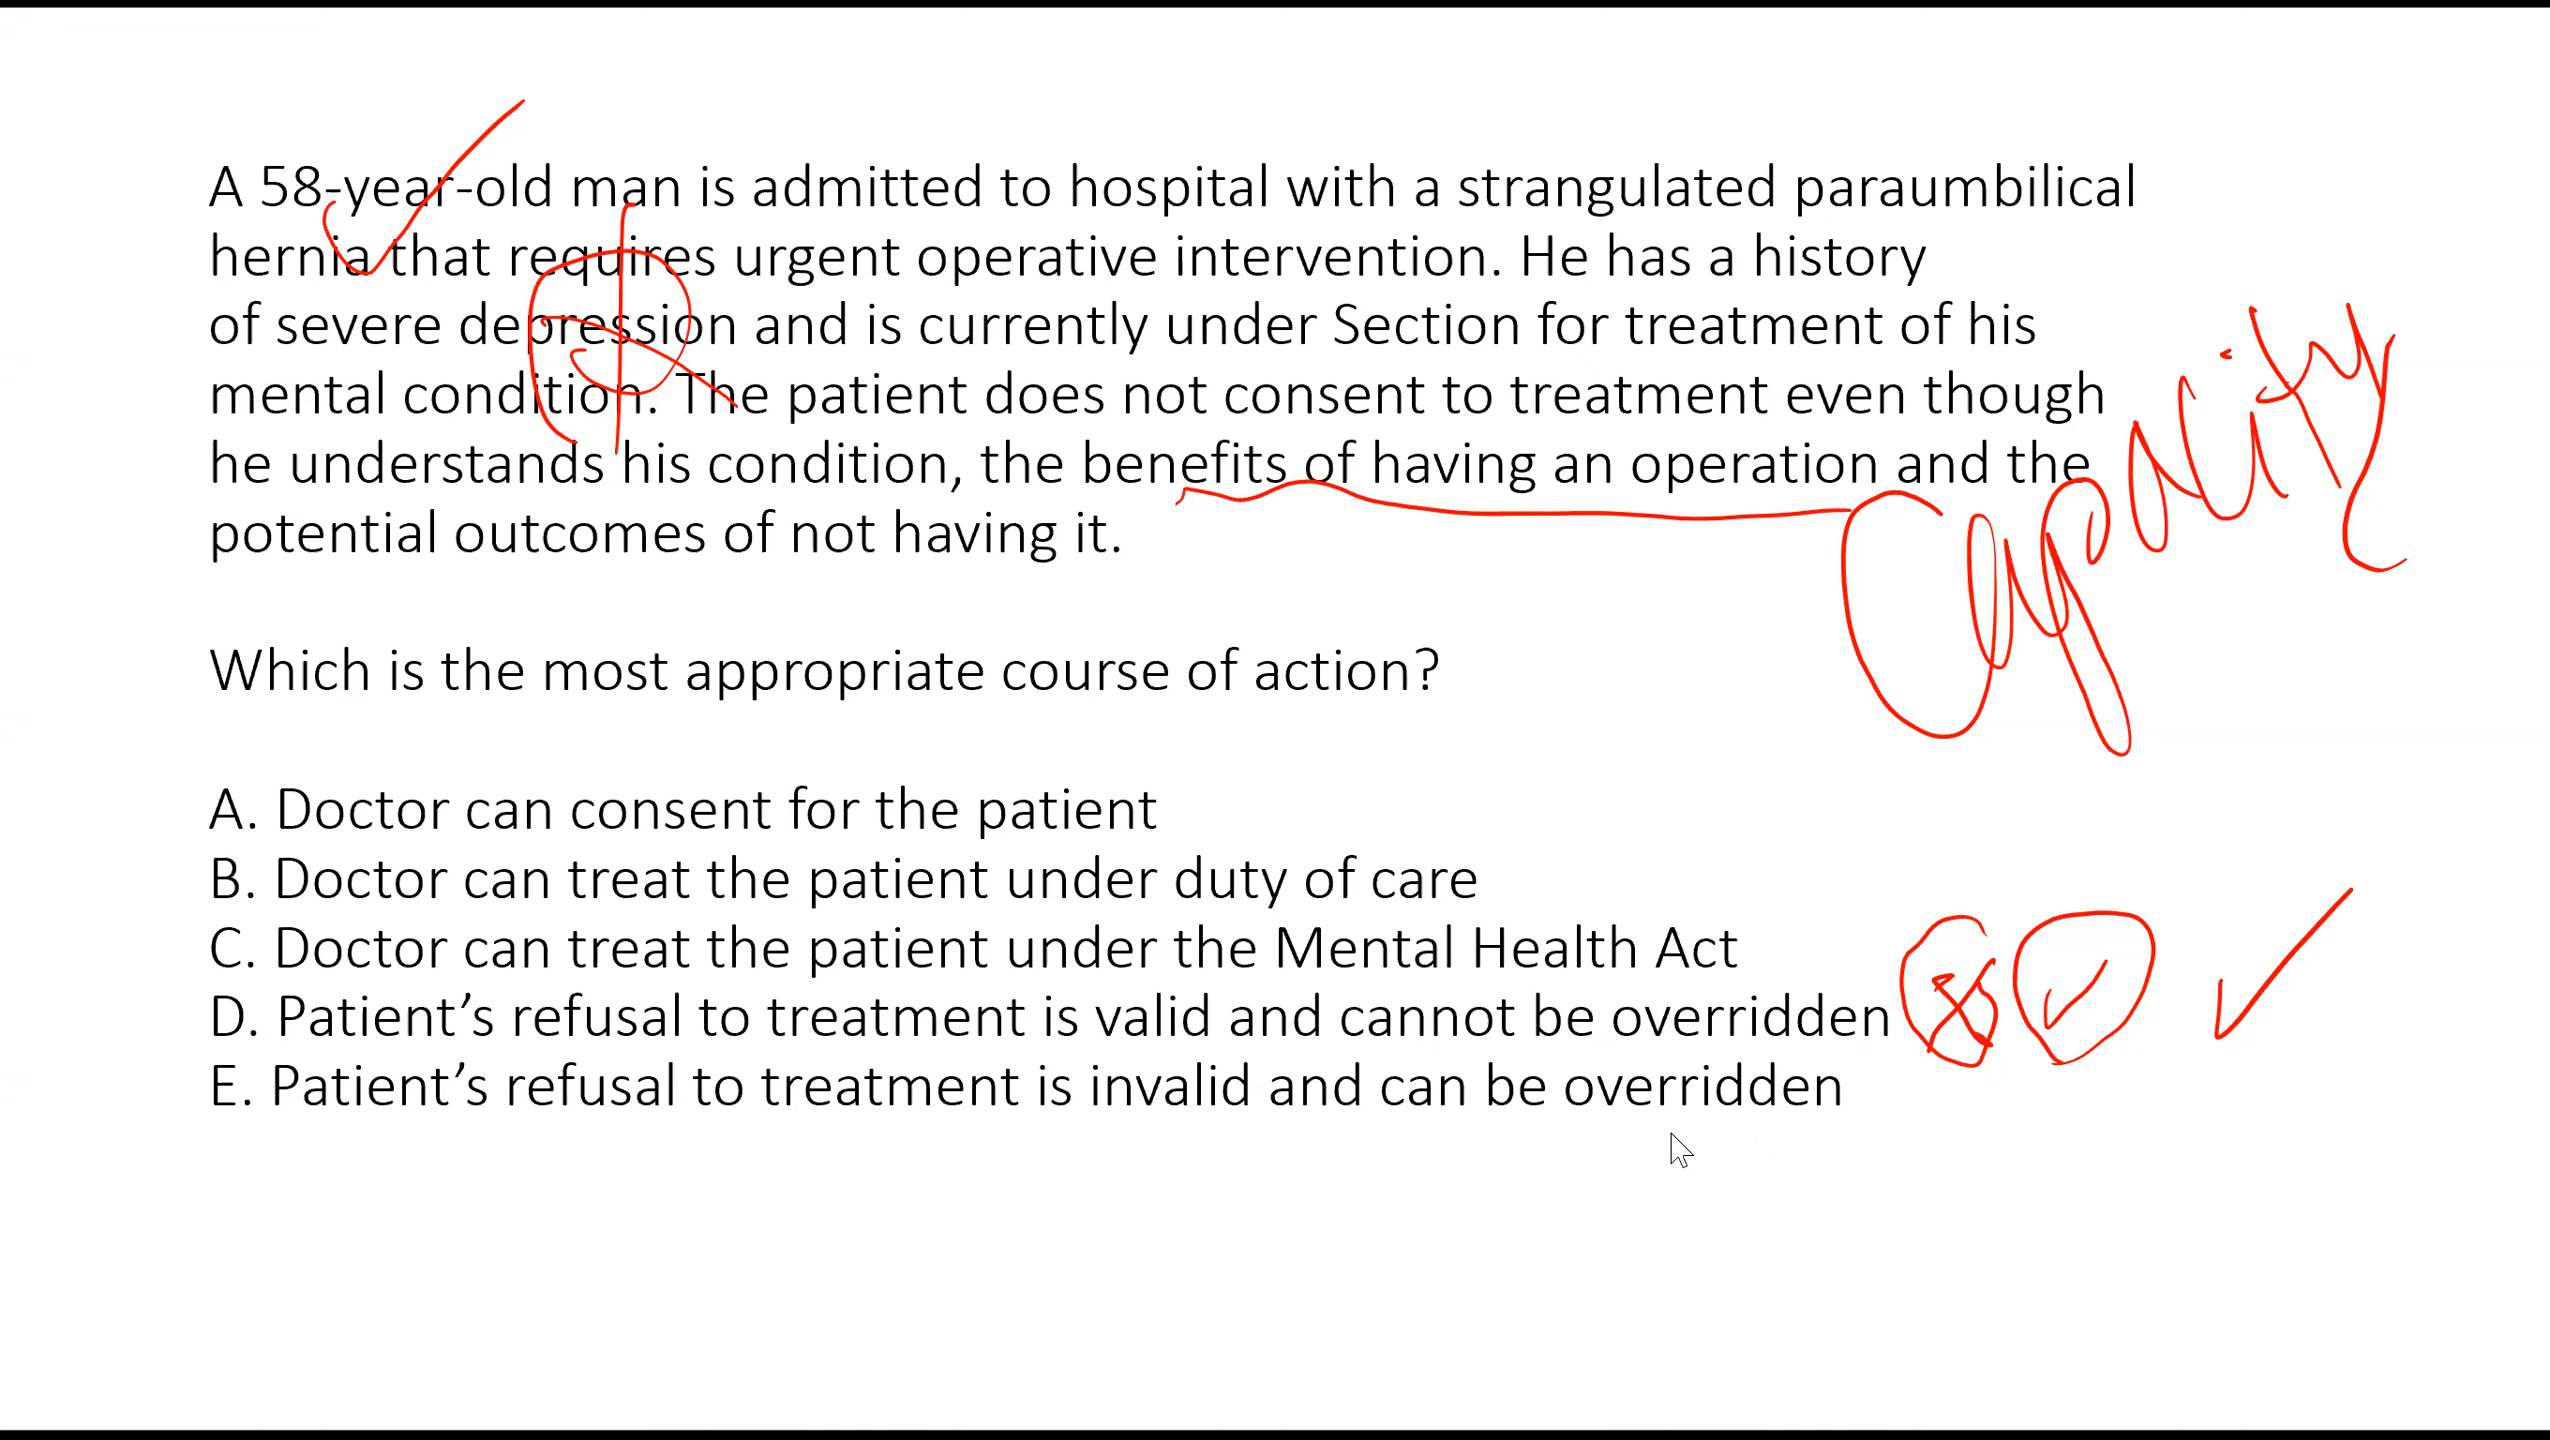 A 58-year-old man is admitted to hospital with a strangulated paraumbilical
hernia that requires urgent operative intervention. He has a history
of severe depression and is currently under Section for treatment of his
mental condition. The patient does not consent to treatment even though
he understands his condition, the benefits of having an operation and the
potential outcomes of not having it.
Capacity
Which is the most appropriate course of action?
A. Doctor can consent for the patient
B. Doctor can treat the patient under duty of care
C. Doctor can treat the patient under the Mental Health Act
D. Patient’s refusal to treatment is valid and cannot be overridden
E. Patient’s refusal to treatment is invalid and can be overridden